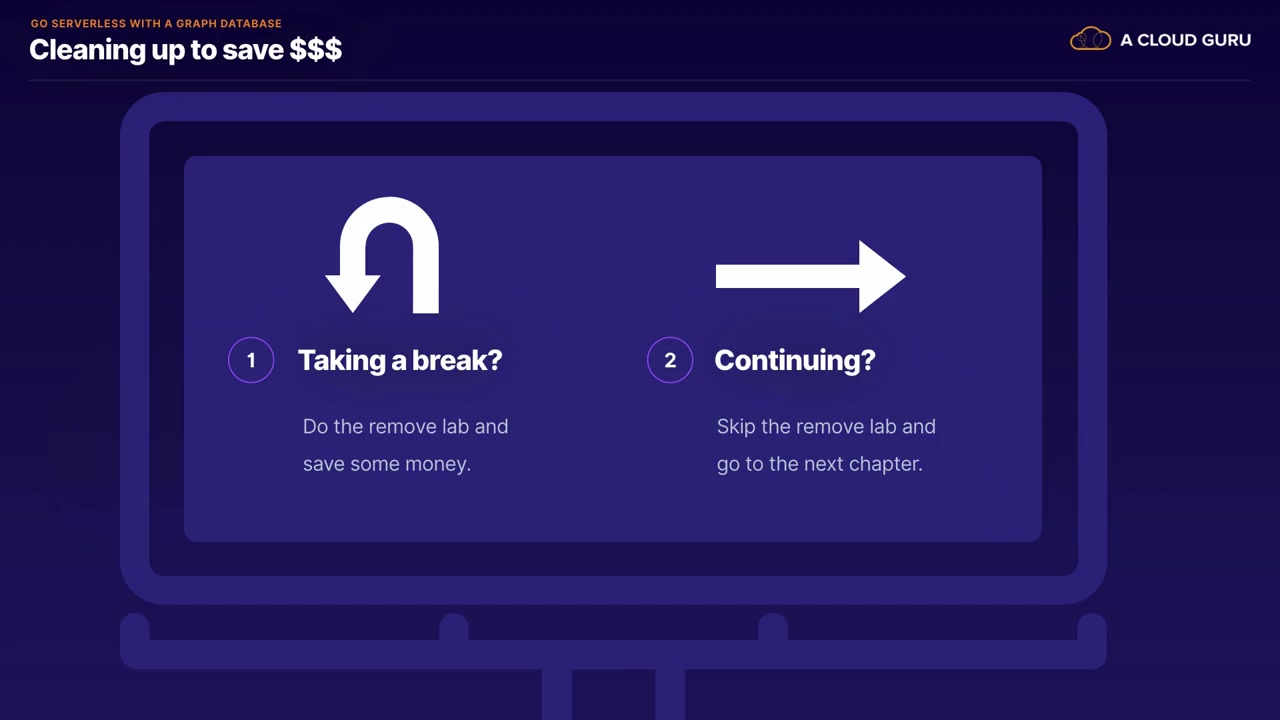 GO SERVERLESS WITH A GRAPH DATABASE
Cleaning up to save $$$
A CLOUD GURU
1 Taking a break?
Do the remove lab and
save some money.
2 Continuing?
Skip the remove lab and
go to the next chapter.